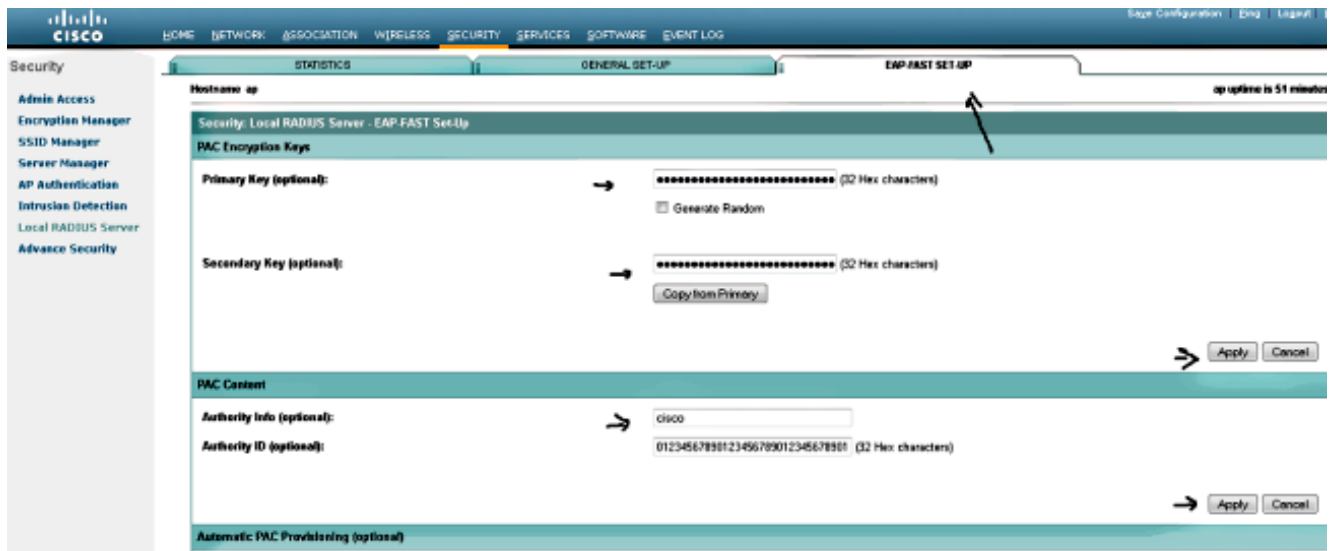 Save Configuration | Ping | Logout |
CISCO
HOME NETWORK ASSOCIATION WIRELESS SECURITY SERVICES SOFTWARE EVENT LOG
Security
STATISTICS GENERAL SET-UP EAP-FAST SET-UP
Hostname ap ap uptime is 51 minutes
Admin Access
Encryption Manager
SSID Manager
Server Manager
AP Authentication
Intrusion Detection
Local RADIUS Server
Advance Security
Security: Local RADIUS Server - EAP-FAST Set-Up
PAC Encryption Keys
Primary Key (optional): (32 Hex characters)
Generate Random
Secondary Key (optional): (32 Hex characters)
Copy from Primary
Apply Cancel
PAC Content
Authority Info (optional): cisco
Authority ID (optional): 01234567890123456789012345678901 (32 Hex characters)
Apply Cancel
Automatic PAC Provisioning (optional)